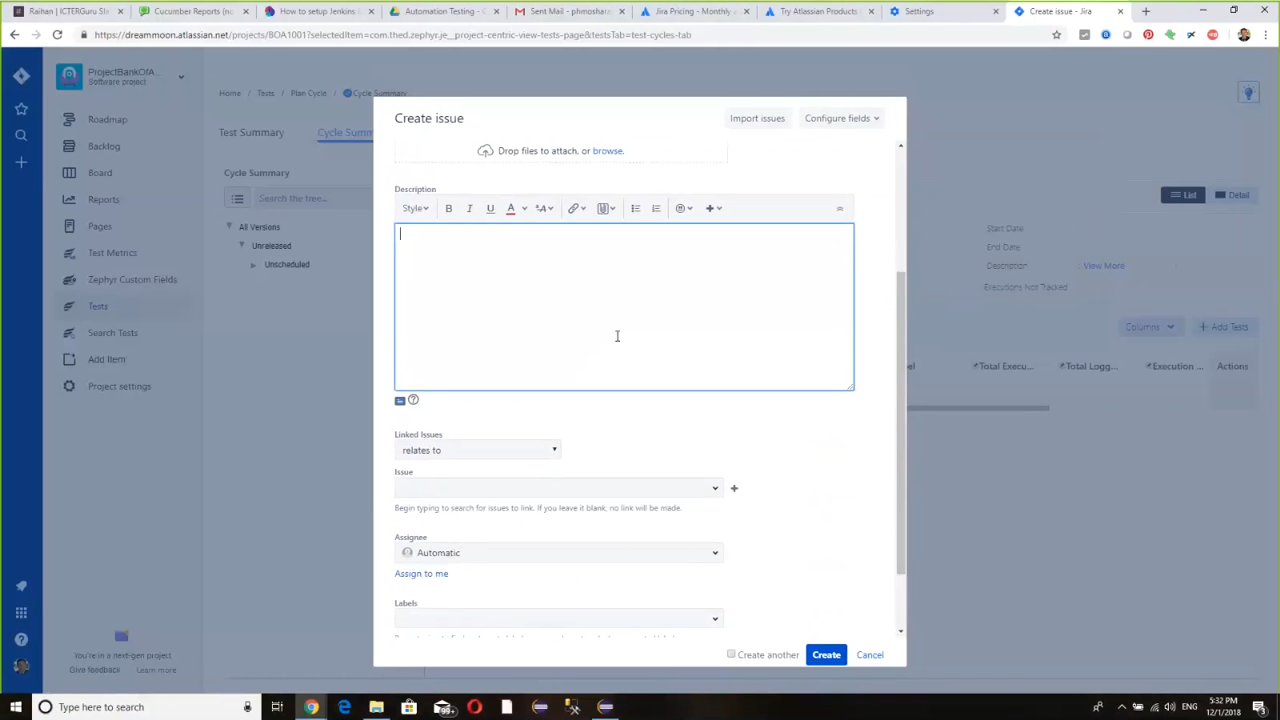 Raihan | ICTERGuru Slin
Cucumber Reports (no
How to setup Jenkins G
Automation Testing - G
Sent Mail - phmoshara
Jira Pricing - Monthly a
Try Atlassian Products |
Settings
Create issue - Jira
https://dreammoon.atlassian.net/projects/BOA1001?selectedItem=com.thed.zephyr.je__project-centric-view-tests-page&testsTab=test-cycles-tab
ProjectBankOfA...
Software project
Roadmap
Backlog
Board
Reports
Pages
Test Metrics
Zephyr Custom Fields
Tests
Search Tests
Add Item
Project settings
You're in a next-gen project
Give feedback Learn more
Home / Tests / Plan Cycle / Cycle Summary
Test Summary Cycle Summ
Cycle Summary
Search the tree...
All Versions
Unreleased
Unscheduled
Create issue
Import issues Configure fields
Drop files to attach, or browse.
Description
Style B I U A
Linked Issues
relates to
Issue
Begin typing to search for issues to link. If you leave it blank, no link will be made.
Assignee
Automatic
Assign to me
Labels
Create another Create Cancel
List Detail
Start Date
End Date
Description : View More
Executions Not Tracked
Columns Add Tests
Total Execu... Total Logg... Execution ... Actions
Type here to search
5:32 PM
12/1/2018